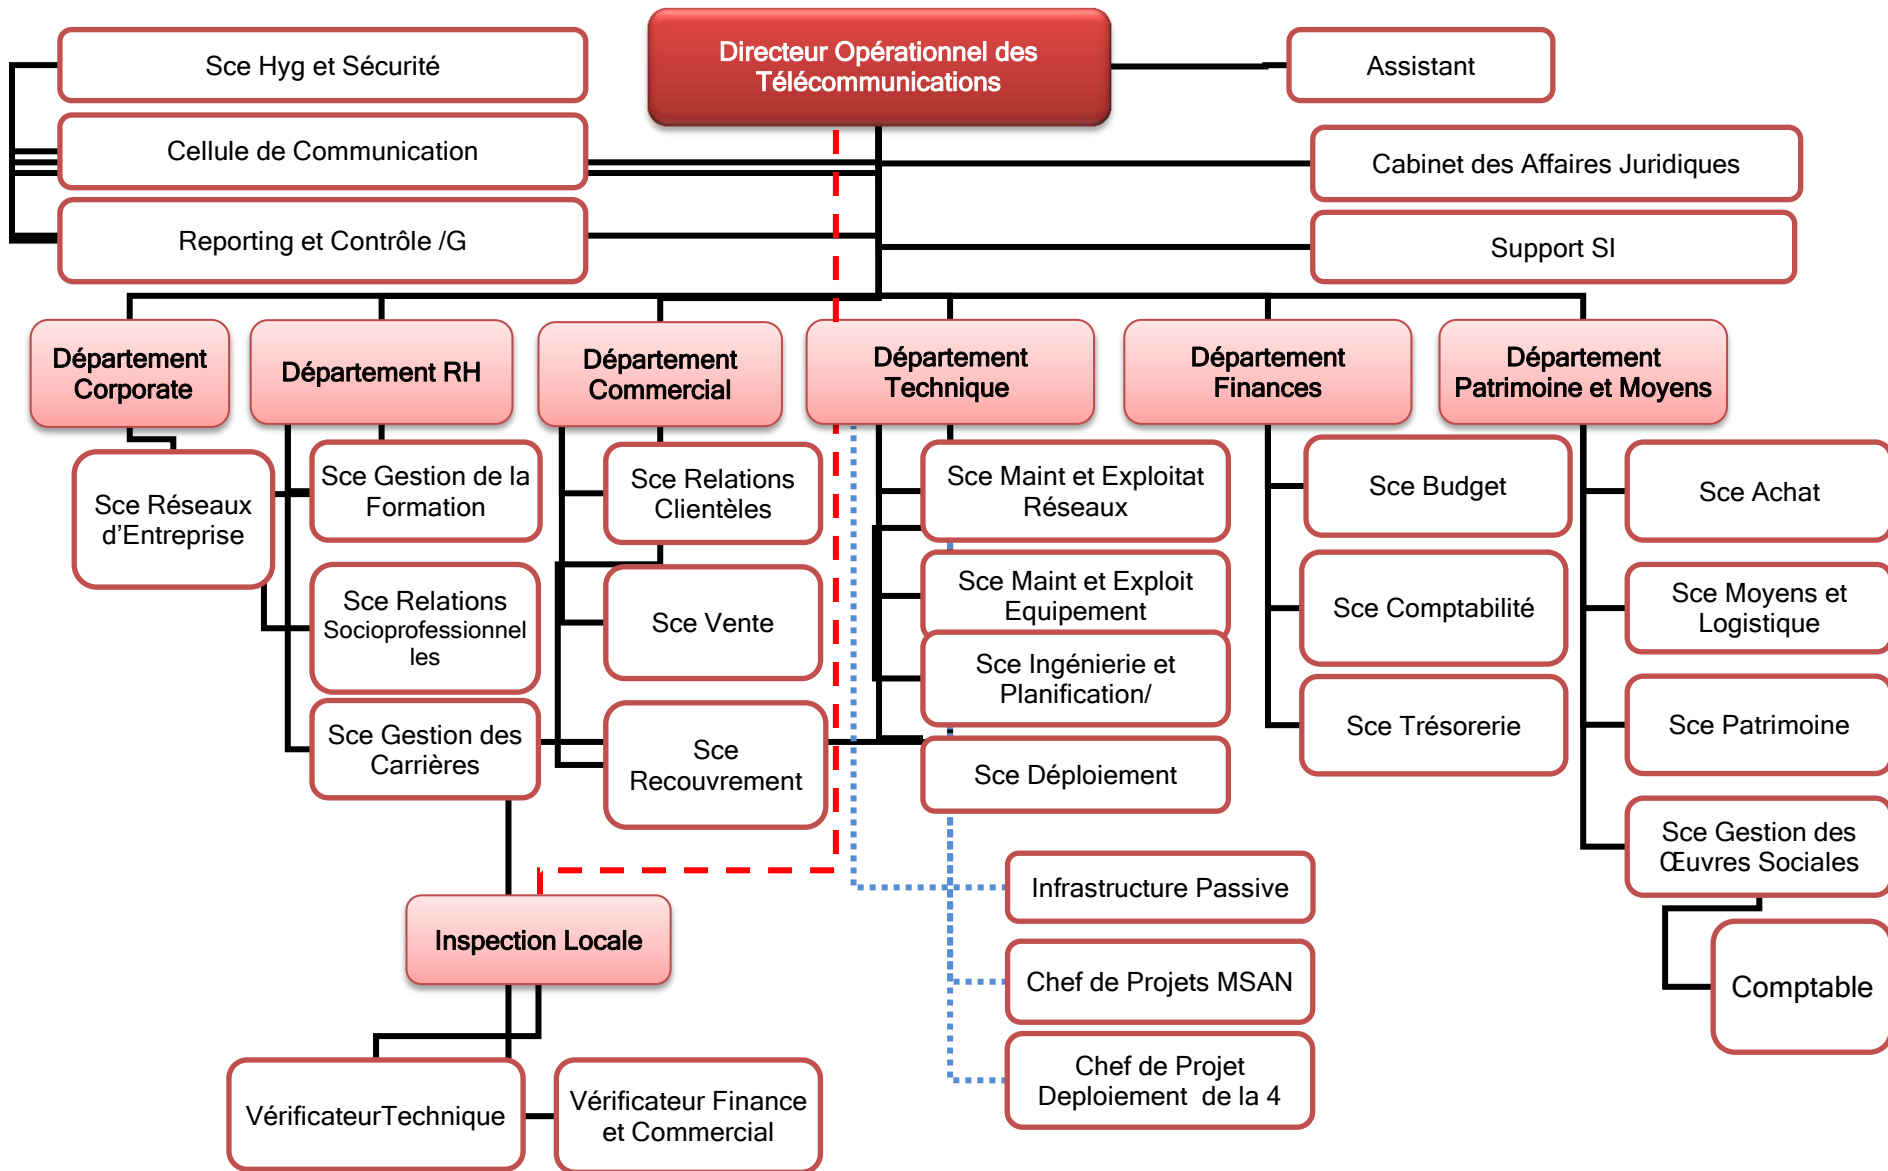 Directeur Opérationnel des
Télécommunications
Assistant
Sce Hyg et Sécurité
Cellule de Communication
Cabinet des Affaires Juridiques
Reporting et Contrôle /G
Support SI
Département
Corporate
Département RH
Département
Commercial
Département
Technique
Département
Finances
Département
Patrimoine et Moyens
Sce Réseaux
d’Entreprise
Sce Gestion de la
Formation
Sce Relations
Socioprofessionnel
les
Sce Gestion des
Carrières
Sce Relations
Clientèles
Sce Vente
Sce
Recouvrement
Sce Maint et Exploitat
Réseaux
Sce Maint et Exploit
Equipement
Sce Ingénierie et
Planification/
Sce Déploiement
Sce Budget
Sce Comptabilité
Sce Trésorerie
Sce Achat
Sce Moyens et
Logistique
Sce Patrimoine
Sce Gestion des
Œuvres Sociales
Comptable
Infrastructure Passive
Chef de Projets MSAN
Chef de Projet
Deploiement  de la 4
Inspection Locale
VérificateurTechnique
Vérificateur Finance
et Commercial